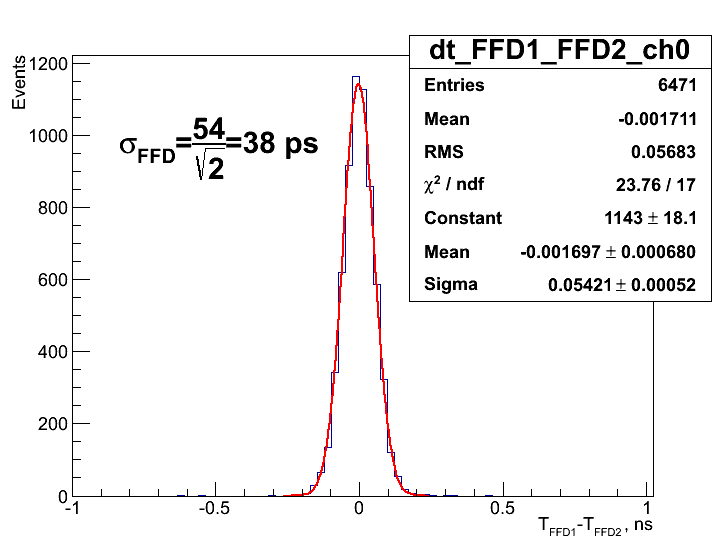 dt_FFD1_FFD2_ch0
Entries 6471
Mean -0.001711
RMS 0.05683
χ² / ndf 23.76 / 17
Constant 1143 ± 18.1
Mean -0.001697 ± 0.000680
Sigma 0.05421 ± 0.00052
Events
1200
1000
800
600
400
200
0
σFFD=54/√2=38 ps
-1 -0.5 0 0.5 1
TFFD1-TFFD2 , ns